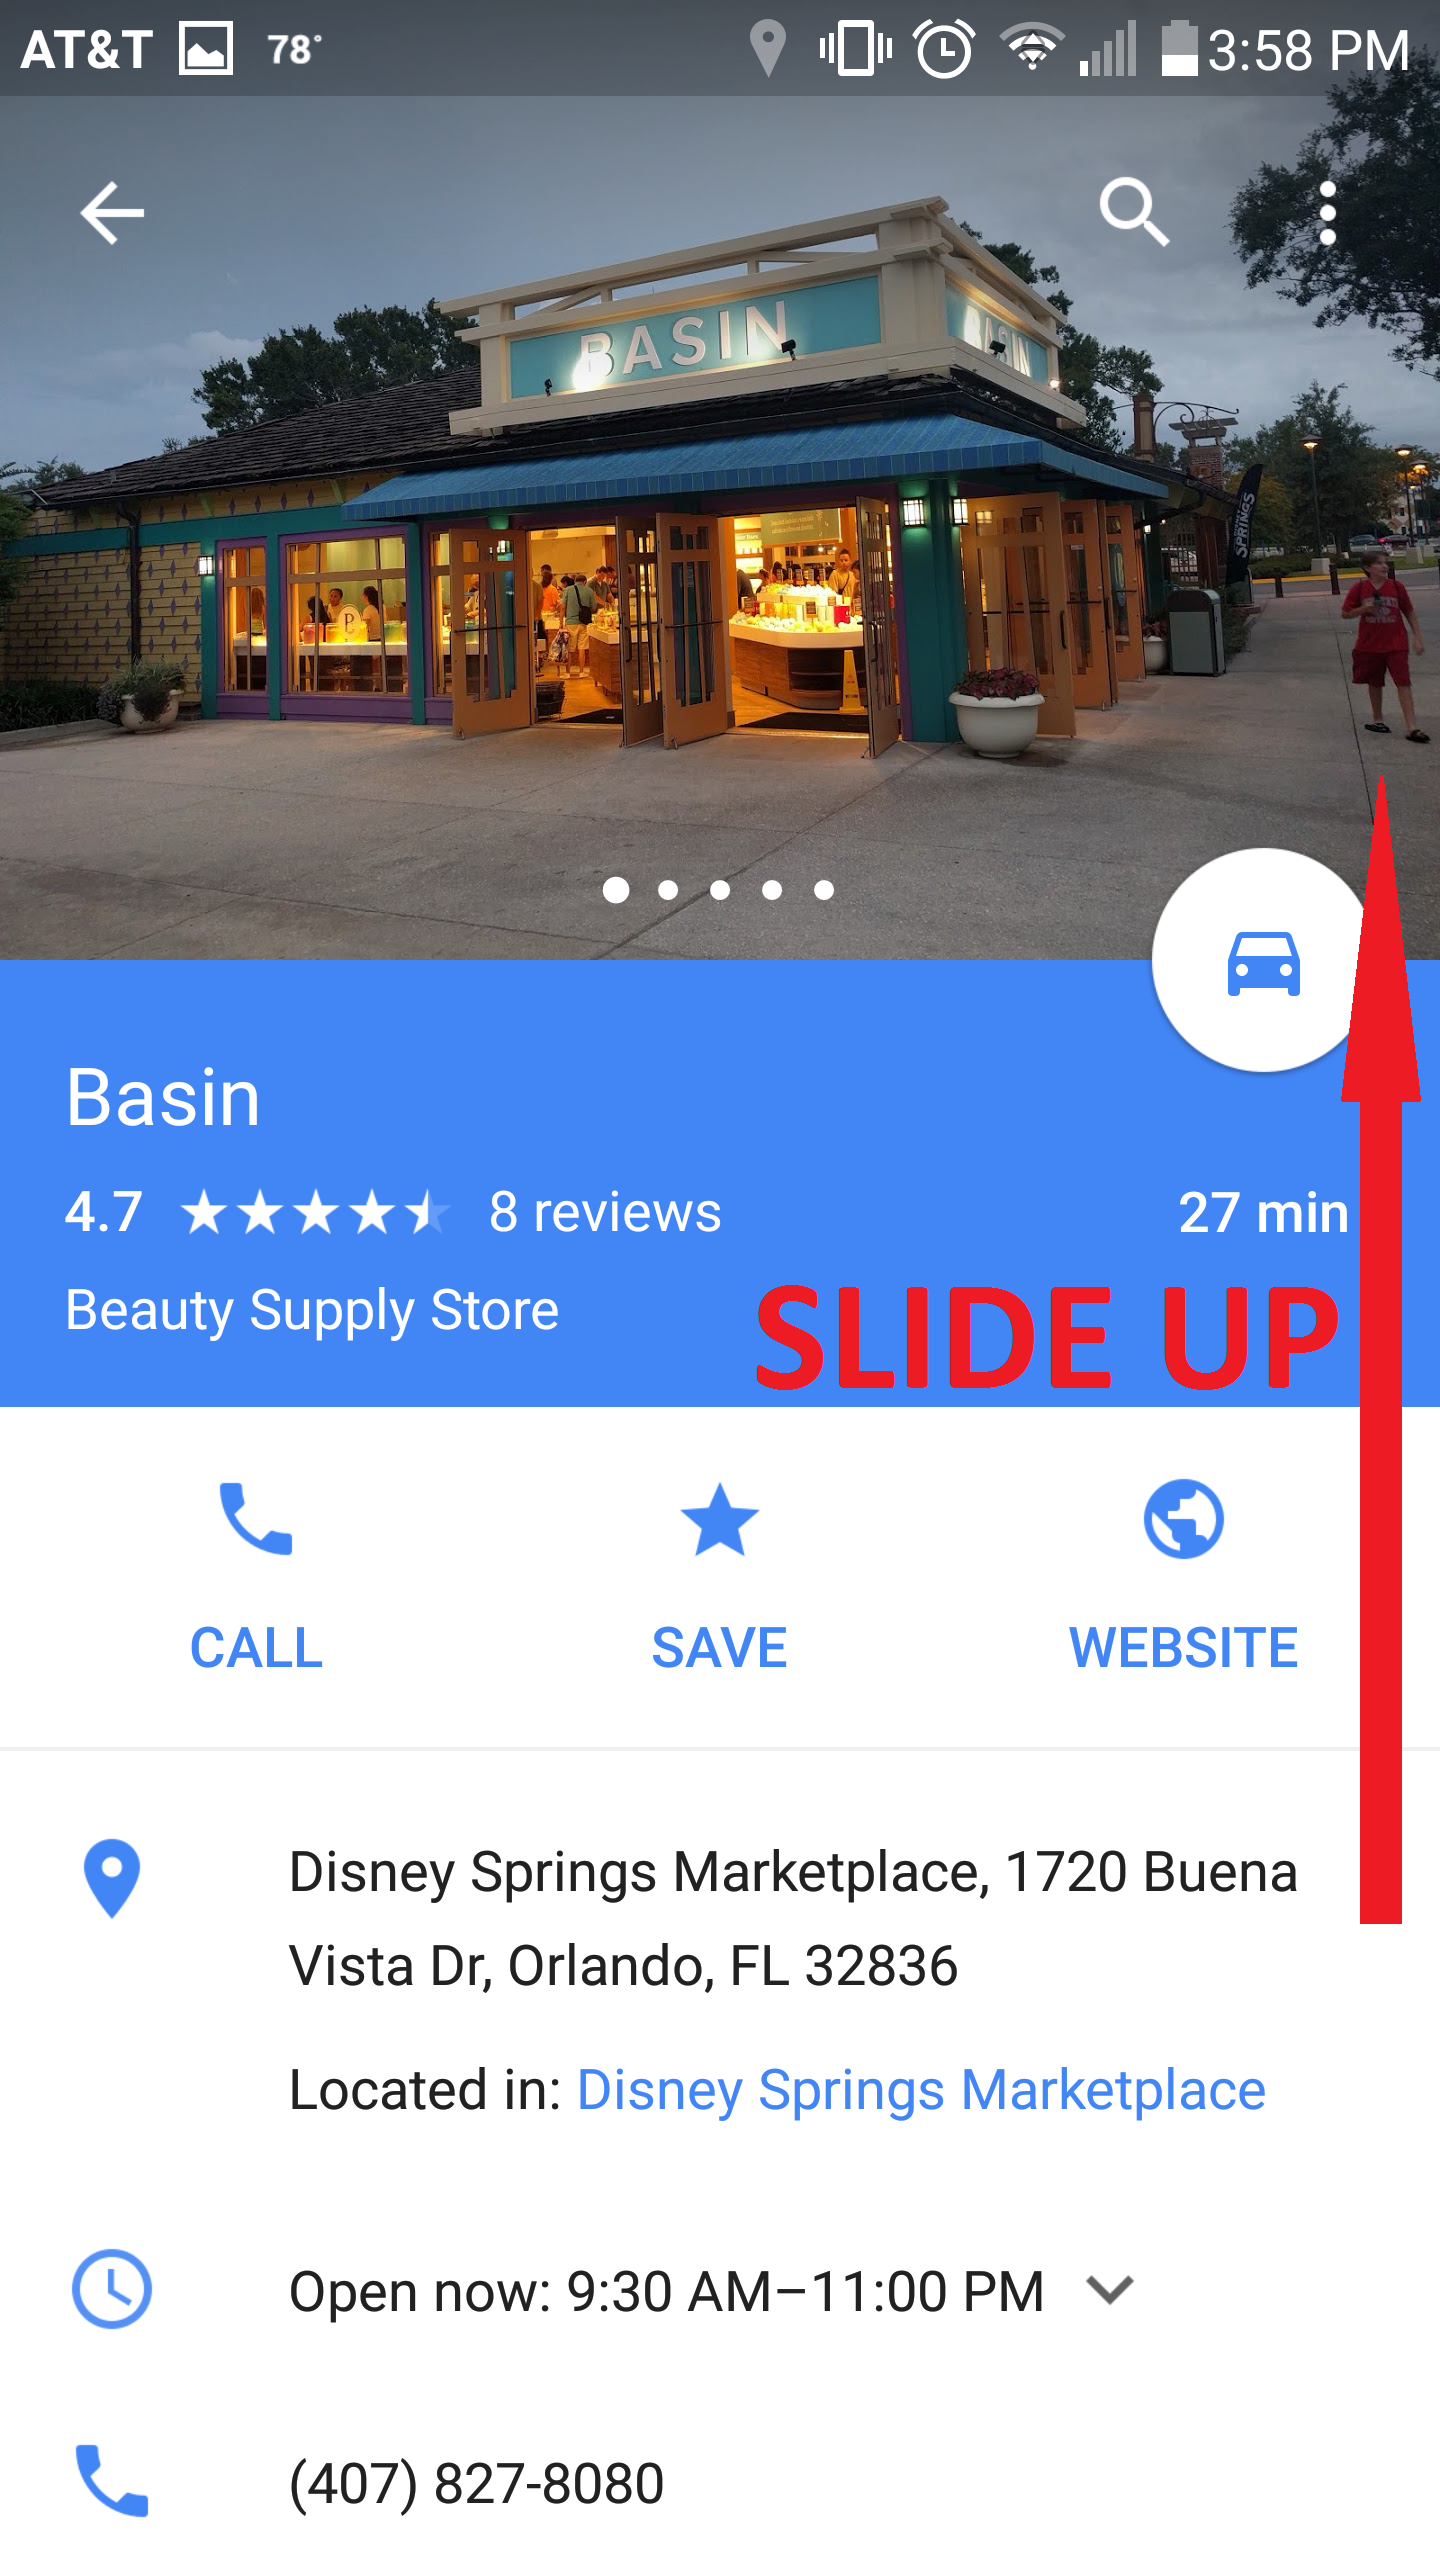 AT&T 78° 3:58 PM
BASIN
BASIN
SPRINGS
Basin
4.7 8 reviews 27 min
Beauty Supply Store
SLIDE UP
CALL SAVE WEBSITE
Disney Springs Marketplace, 1720 Buena
Vista Dr, Orlando, FL 32836
Located in: Disney Springs Marketplace
Open now: 9:30 AM–11:00 PM
(407) 827-8080